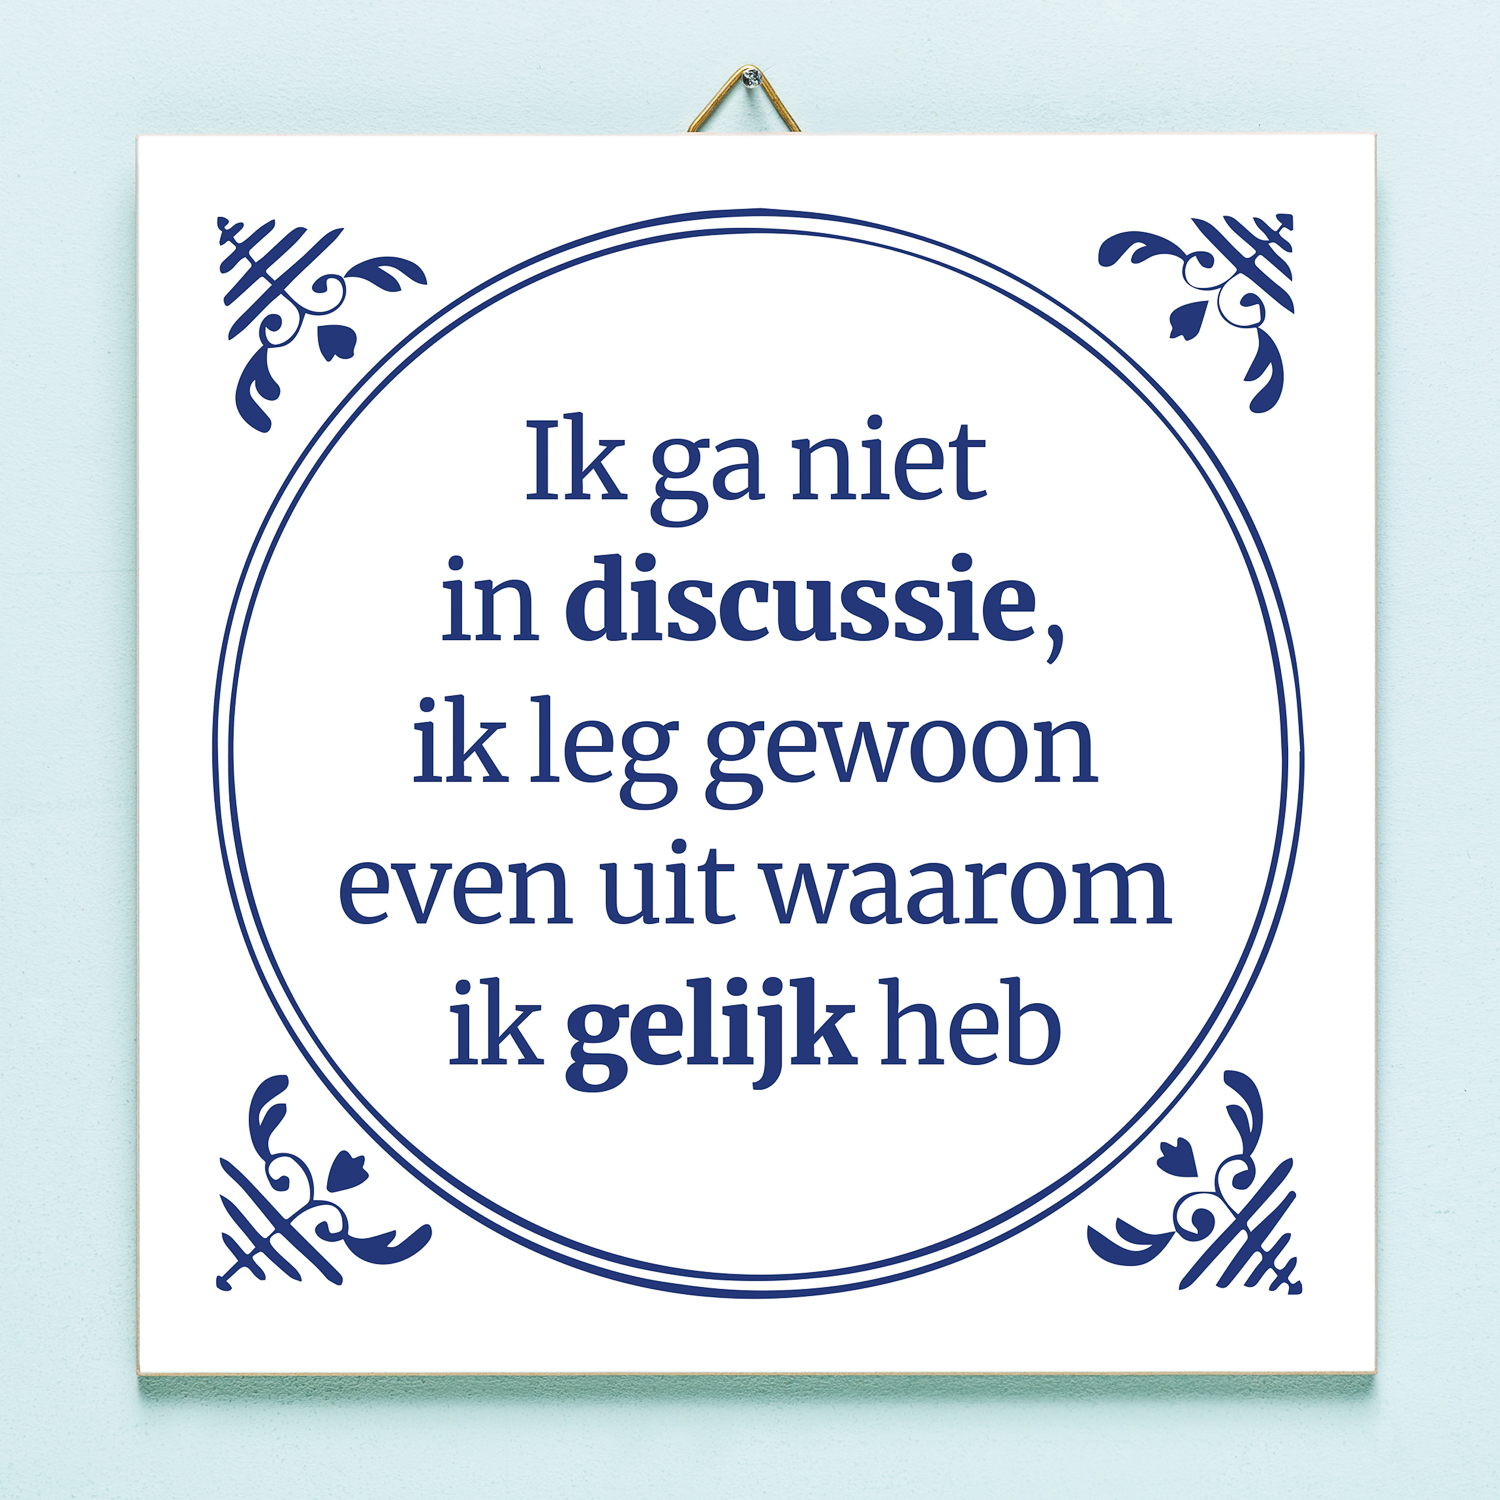 Ik ga niet
in discussie,
ik leg gewoon
even uit waarom
ik gelijk heb